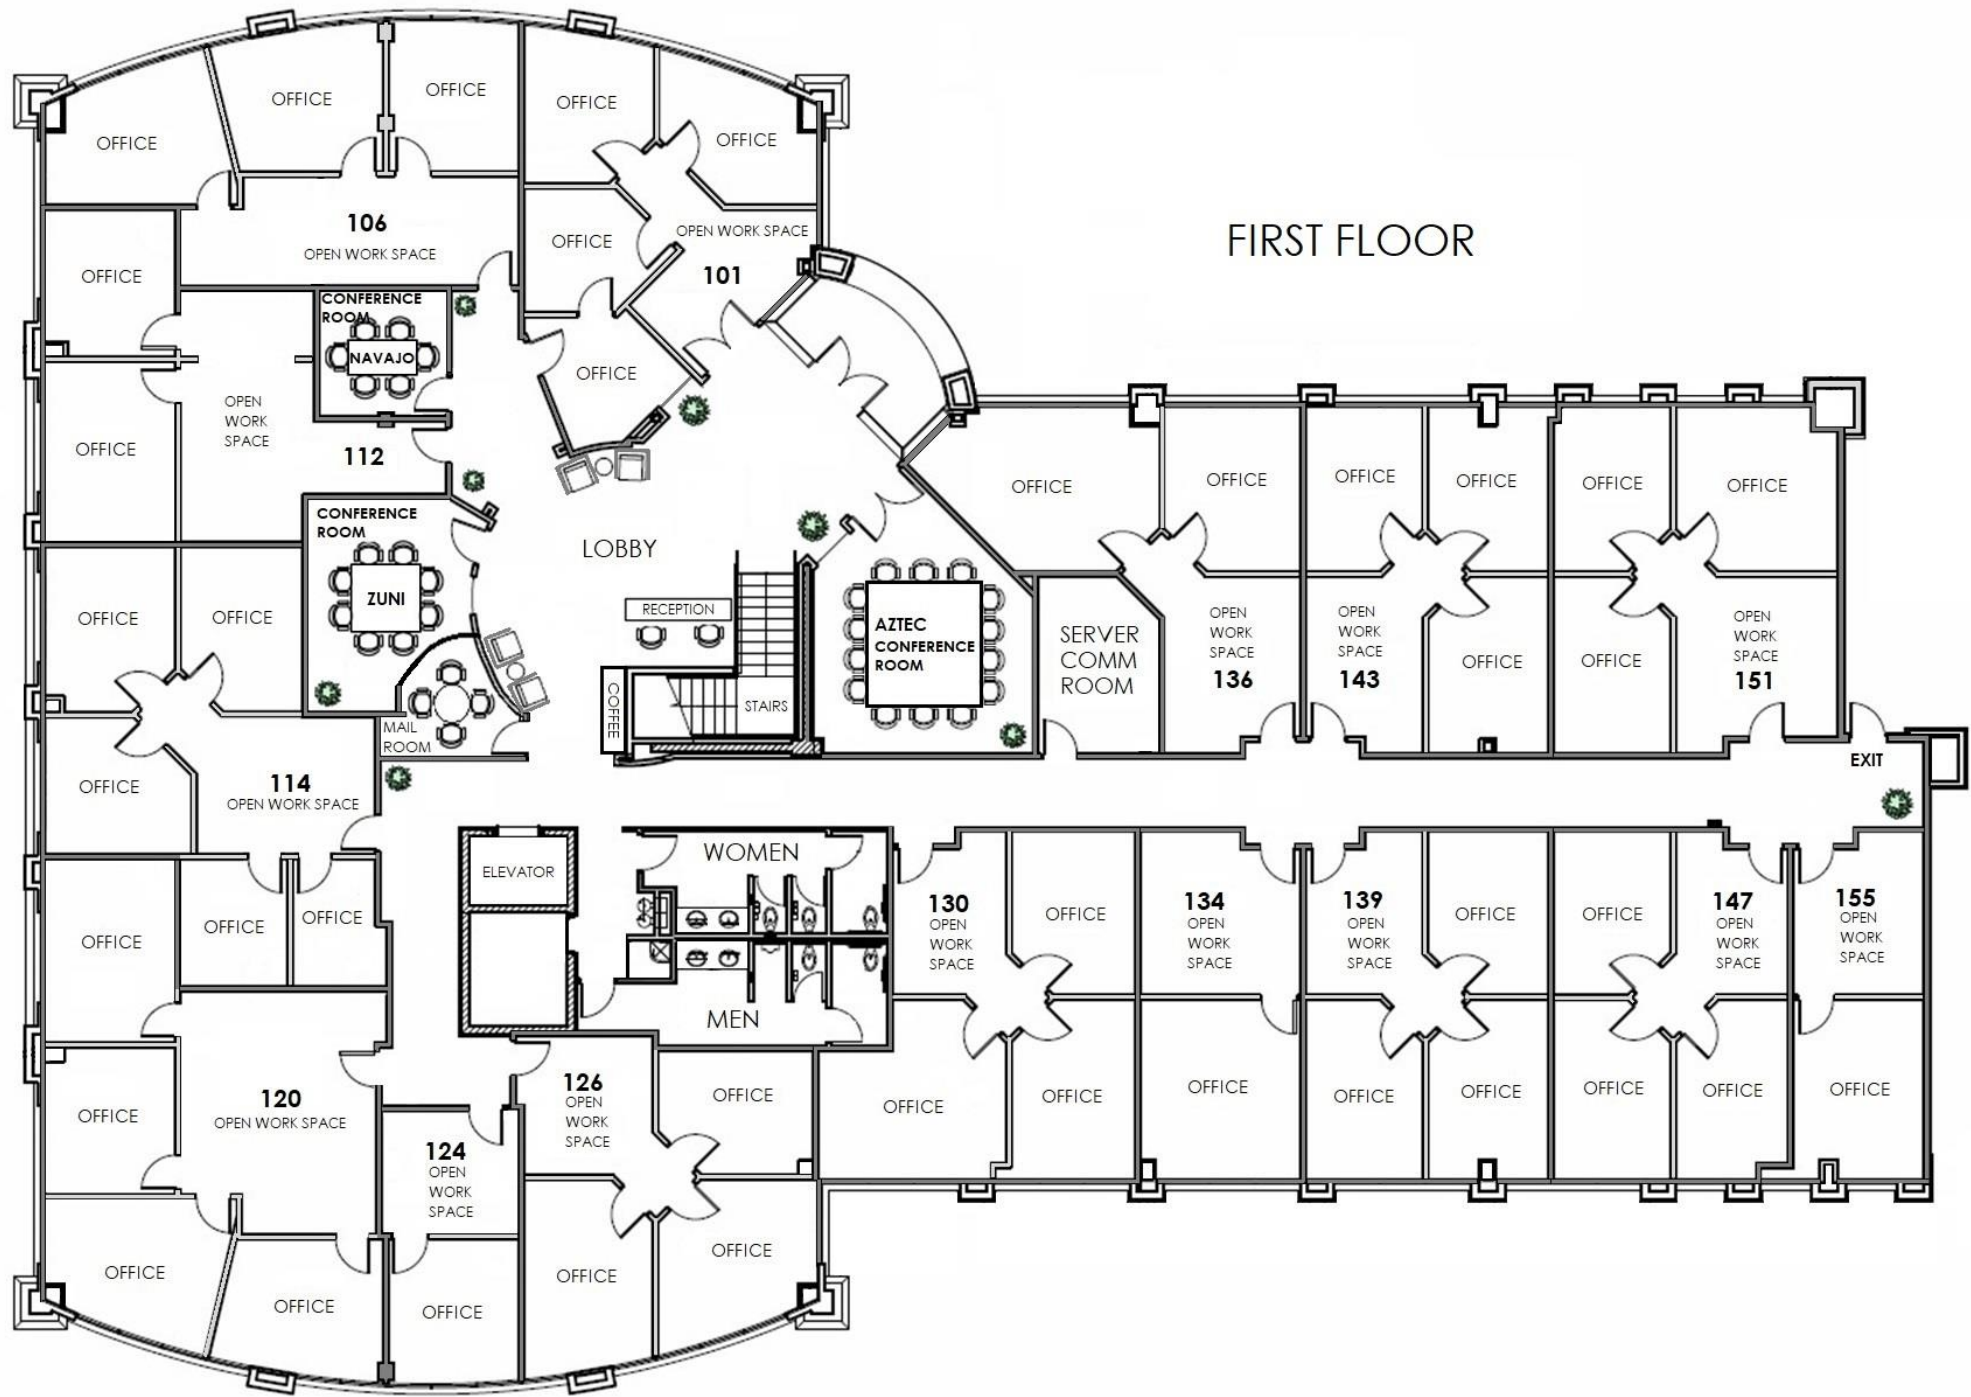 OFFICE
OFFICE
OFFICE
OFFICE
OFFICE
106
OPEN WORK SPACE
OFFICE
OFFICE
OPEN WORK SPACE
101
FIRST FLOOR
CONFERENCE
ROOM
NAVAJO
OFFICE
OPEN
WORK
SPACE
OFFICE
112
CONFERENCE
ROOM
ZUNI
LOBBY
RECEPTION
AZTEC
CONFERENCE
ROOM
OFFICE
OFFICE
OFFICE
OFFICE
OFFICE
OFFICE
OFFICE
OFFICE
SERVER
COMM
ROOM
OPEN
WORK
SPACE
136
OPEN
WORK
SPACE
143
OFFICE
OFFICE
OPEN
WORK
SPACE
151
COFFEE
STAIRS
MAIL
ROOM
EXIT
OFFICE
114
OPEN WORK SPACE
ELEVATOR
WOMEN
MEN
OFFICE
OFFICE
OFFICE
130
OPEN
WORK
SPACE
OFFICE
134
OPEN
WORK
SPACE
139
OPEN
WORK
SPACE
OFFICE
OFFICE
147
OPEN
WORK
SPACE
155
OPEN
WORK
SPACE
OFFICE
120
OPEN WORK SPACE
124
OPEN
WORK
SPACE
126
OPEN
WORK
SPACE
OFFICE
OFFICE
OFFICE
OFFICE
OFFICE
OFFICE
OFFICE
OFFICE
OFFICE
OFFICE
OFFICE
OFFICE
OFFICE
OFFICE